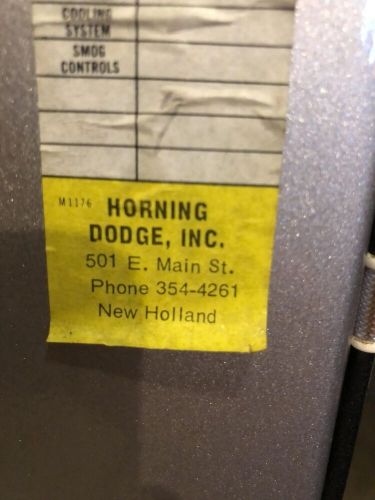 COOLING
SYSTEM
SMOG
CONTROLS
M1176 HORNING
DODGE, INC.
501 E. Main St.
Phone 354-4261
New Holland